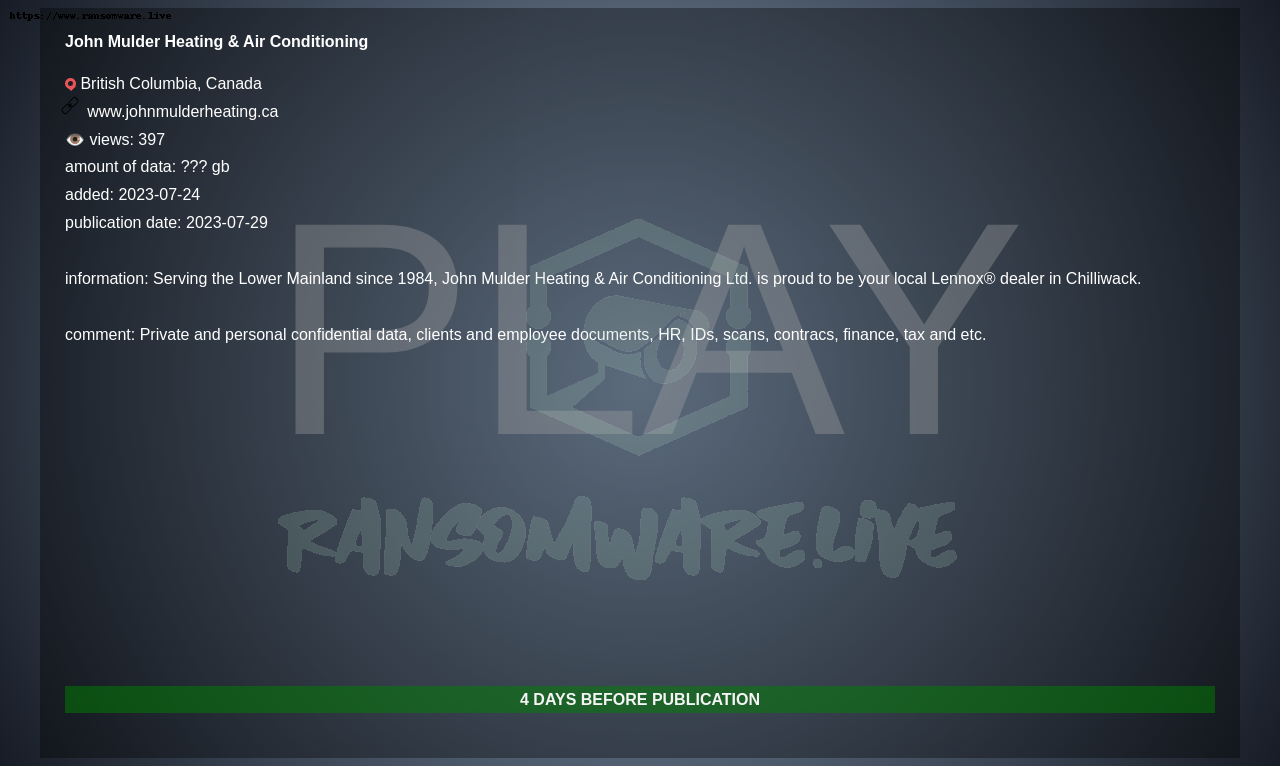 https://www.ransomware.live
John Mulder Heating & Air Conditioning
British Columbia, Canada
www.johnmulderheating.ca
views: 397
amount of data: ??? gb
added: 2023-07-24
publication date: 2023-07-29
PLAY
information: Serving the Lower Mainland since 1984, John Mulder Heating & Air Conditioning Ltd. is proud to be your local Lennox® dealer in Chilliwack.
comment: Private and personal confidential data, clients and employee documents, HR, IDs, scans, contracs, finance, tax and etc.
RANSOMWARE.LIVE
4 DAYS BEFORE PUBLICATION